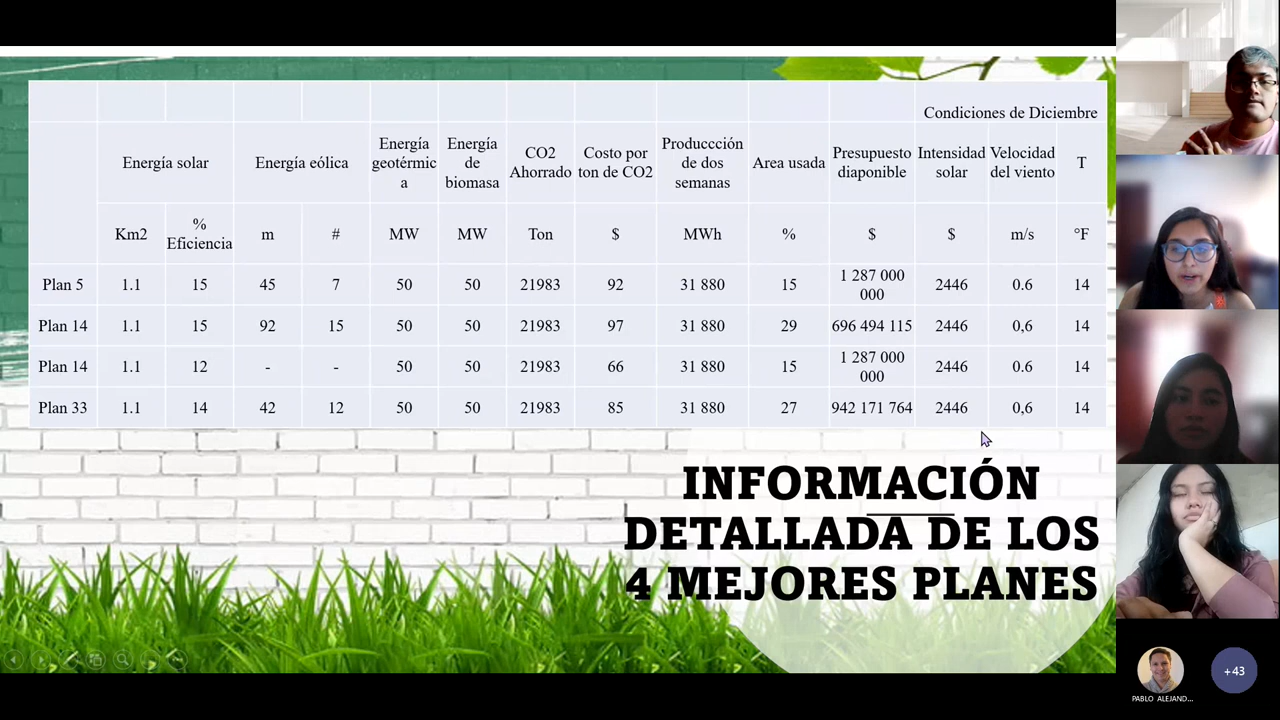 Condiciones de Diciembre
Energía solar Energía eólica Energía geotérmic a Energía de biomasa CO2 Ahorrado Costo por ton de CO2 Produccción de dos semanas Area usada Presupuesto diaponible Intensidad solar Velocidad del viento T
Km2 % Eficiencia m # MW MW Ton $ MWh % $ $ m/s °F
Plan 5 1.1 15 45 7 50 50 21983 92 31 880 15 1 287 000 000 2446 0.6 14
Plan 14 1.1 15 92 15 50 50 21983 97 31 880 29 696 494 115 2446 0,6 14
Plan 14 1.1 12 - - 50 50 21983 66 31 880 15 1 287 000 000 2446 0.6 14
Plan 33 1.1 14 42 12 50 50 21983 85 31 880 27 942 171 764 2446 0,6 14
INFORMACIÓN
DETALLADA DE LOS
4 MEJORES PLANES
PABLO ALEJAND...
+43